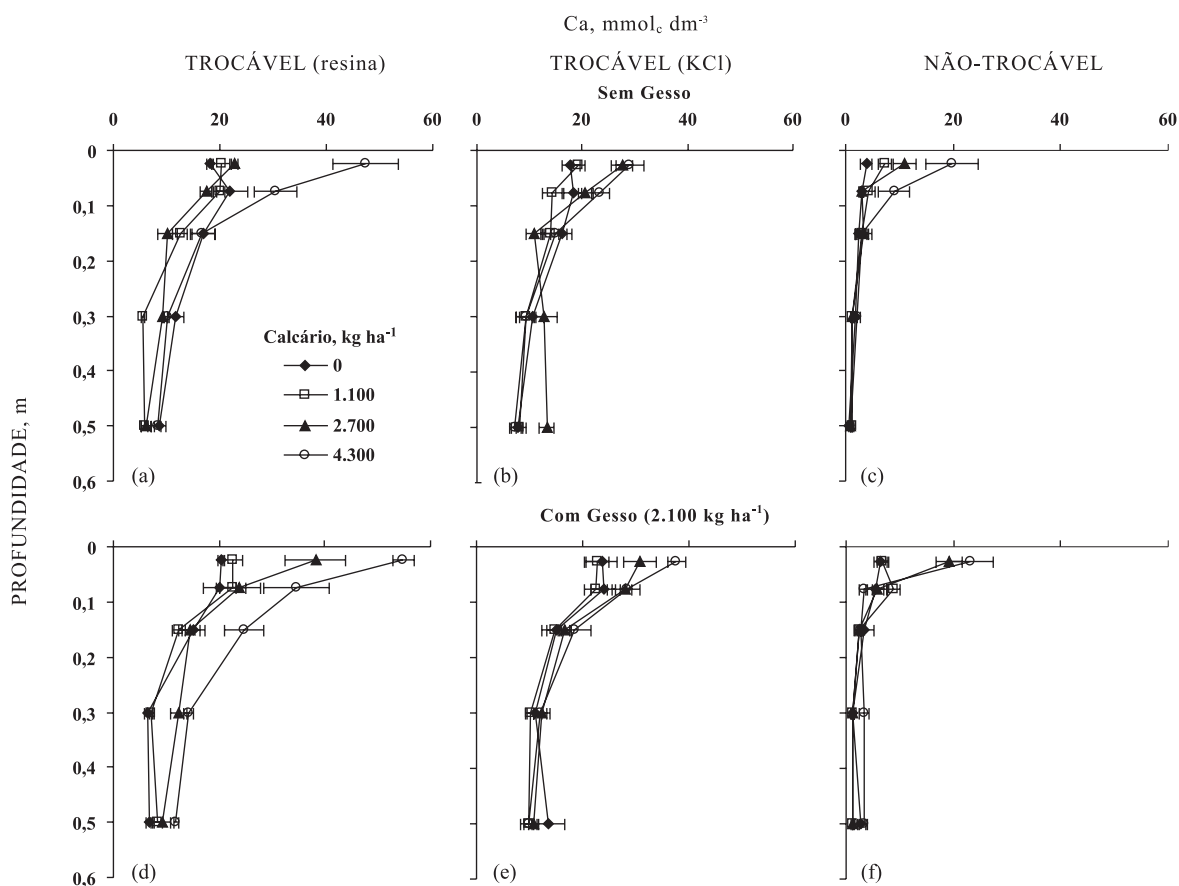 Ca, mmolc dm-3
TROCÁVEL (resina) TROCÁVEL (KCl) NÃO-TROCÁVEL
Sem Gesso
0 20 40 60 0 20 40 60 0 20 40 60
0
0,1
0,2
0,3
0,4
0,5
0,6
Calcário, kg ha-1
0
1.100
2.700
4.300
(a) (b) (c)
PROFUNDIDADE, m
Com Gesso (2.100 kg ha-1)
0
0,1
0,2
0,3
0,4
0,5
0,6
(d) (e) (f)